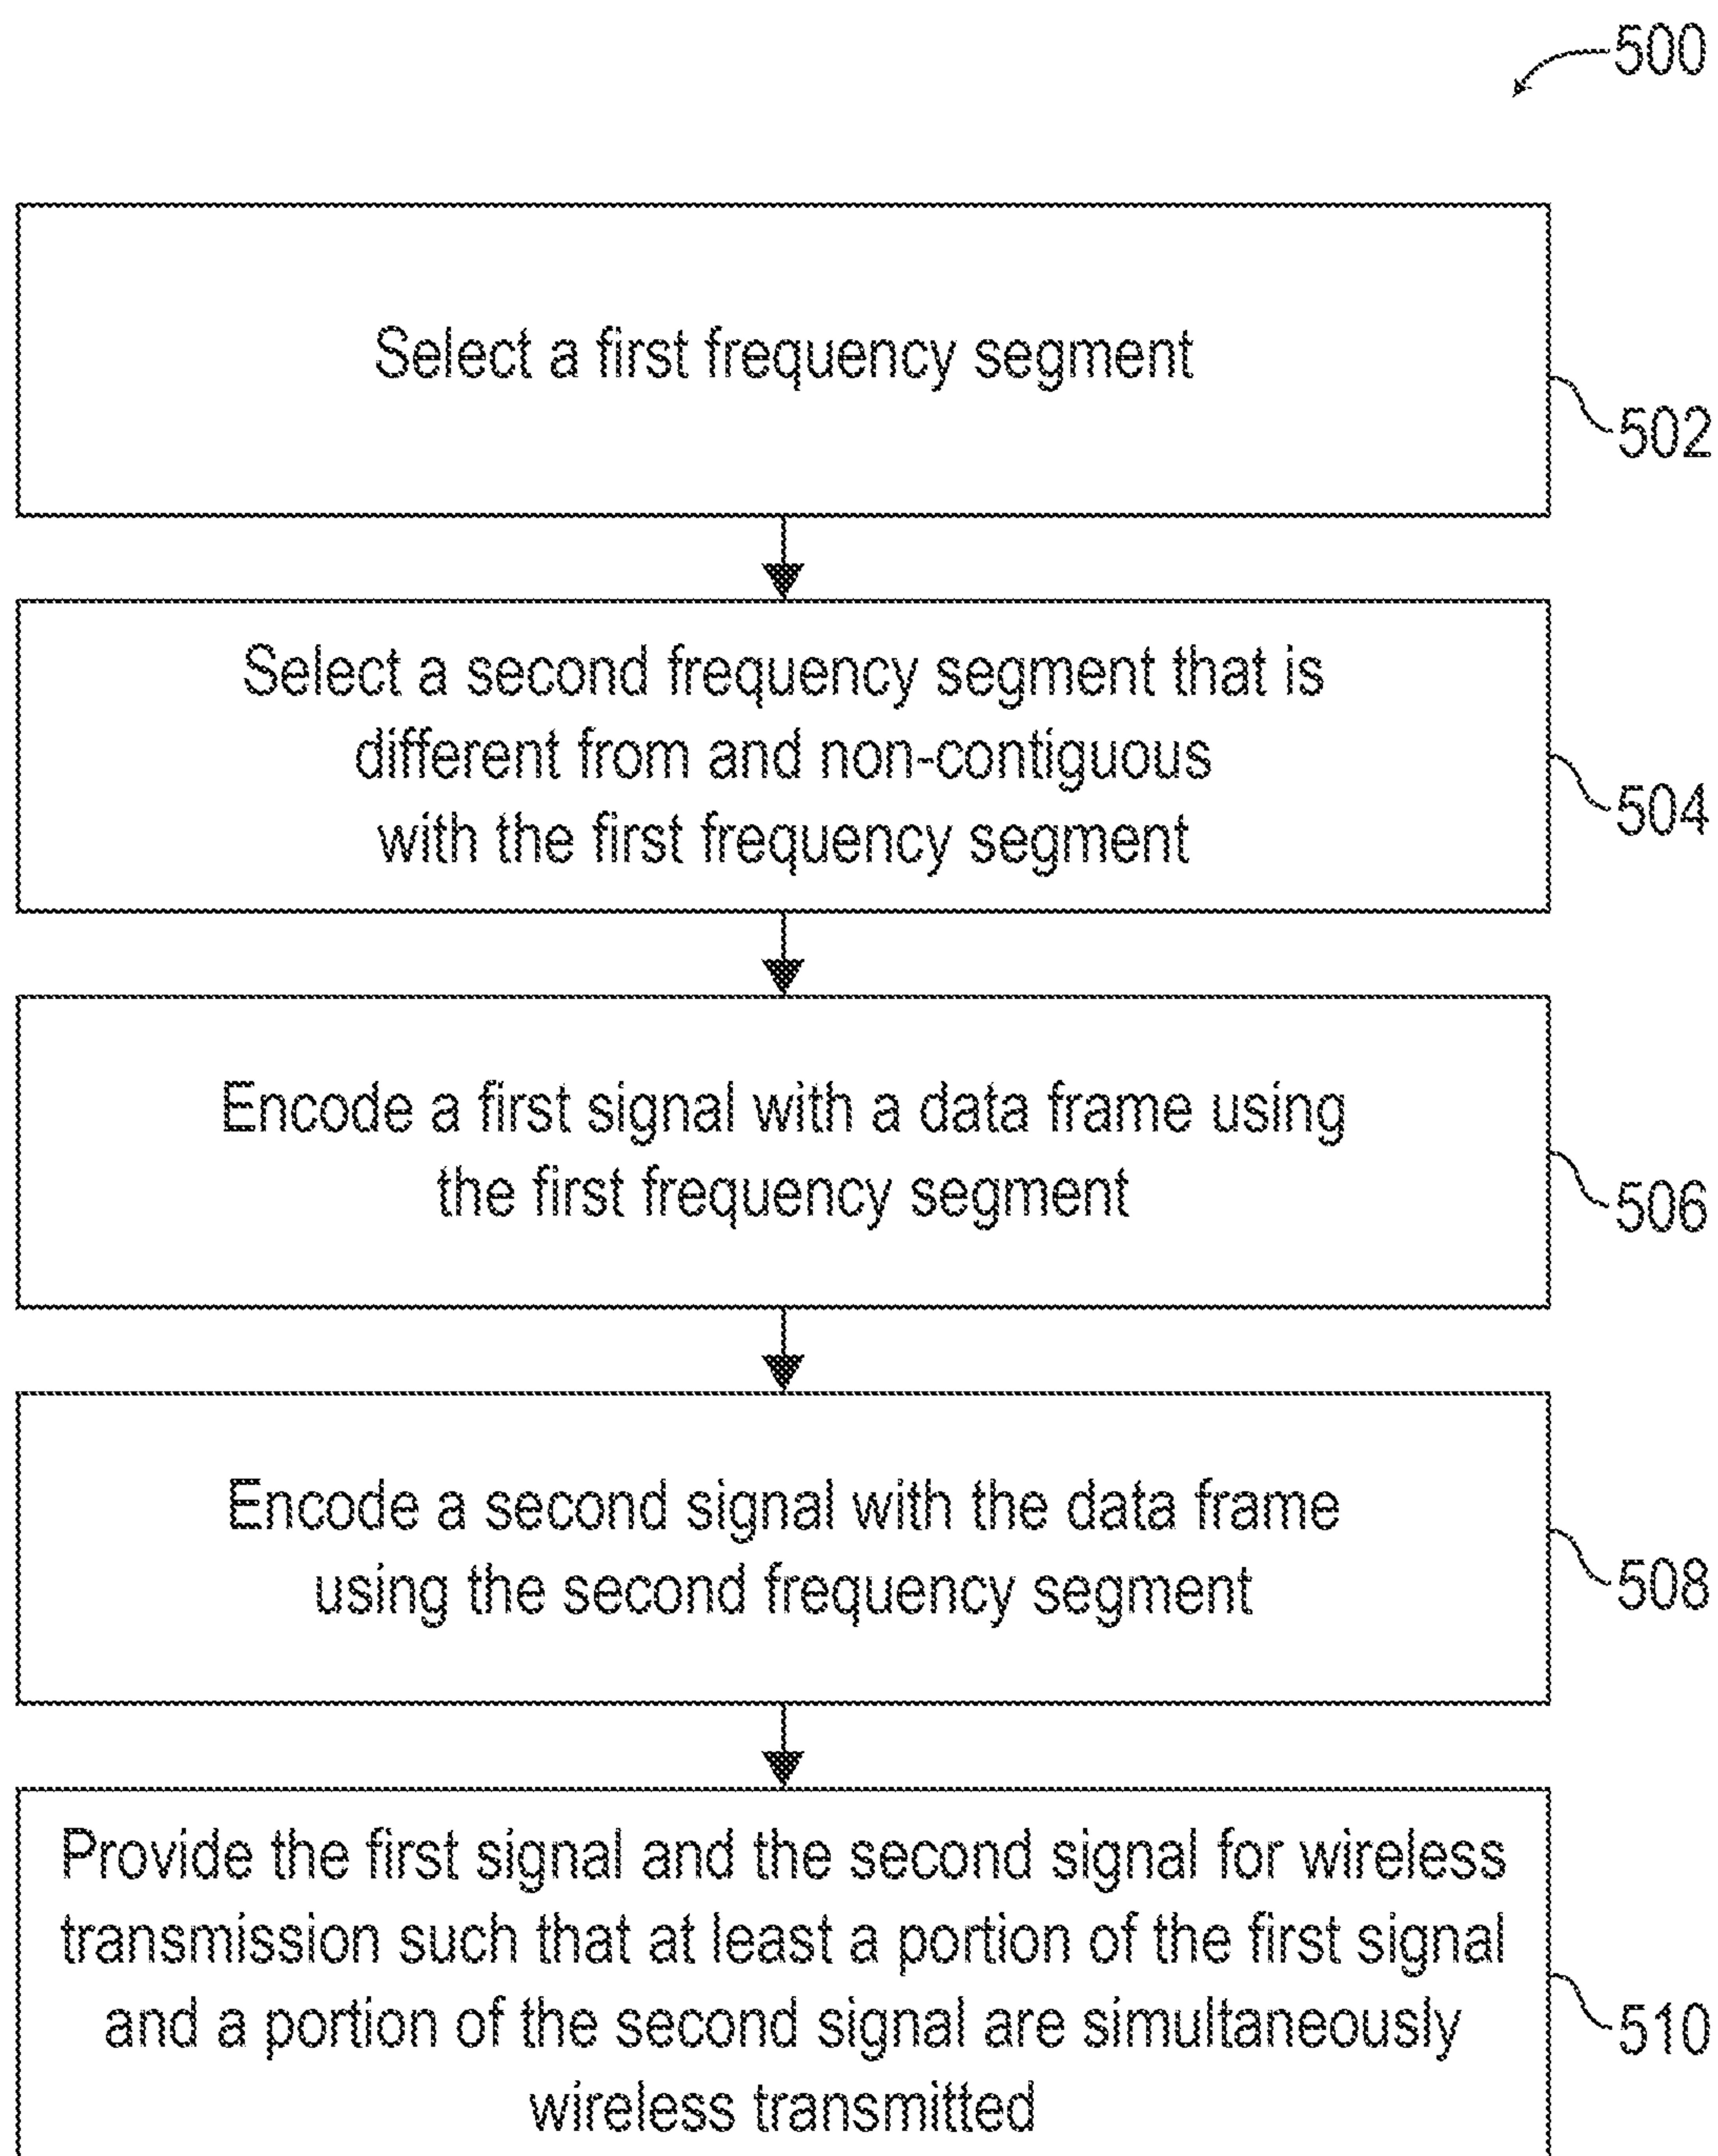 500
Select a first frequency segment
502
Select a second frequency segment that is
different from and non-contiguous
with the first frequency segment
504
Encode a first signal with a data frame using
the first frequency segment
506
Encode a second signal with the data frame
using the second frequency segment
508
Provide the first signal and the second signal for wireless
transmission such that at least a portion of the first signal
and a portion of the second signal are simultaneously
wireless transmitted
510